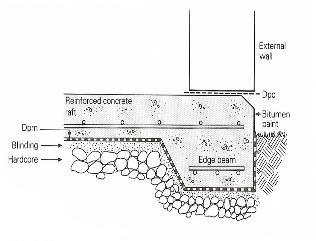 External
wall
Dpc
Reinforced concrete
raft
Bitumen
paint
Dpm
Blinding
Edge beam
Hardcore